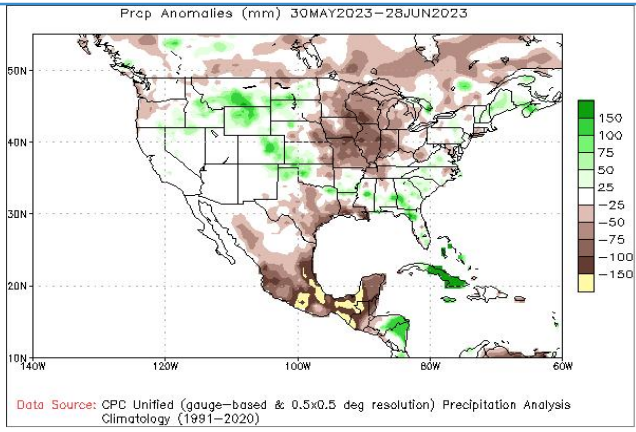 Prcp Anomalies (mm) 30MAY2023-28JUN2023
50N
40N
30N
20N
10N
140W 120W 100W 80W 60W
150
100
75
50
25
-25
-50
-75
-100
-150
Data Source: CPC Unified (gauge-based & 0.5x0.5 deg resolution) Precipitation Analysis
Climatology (1991-2020)